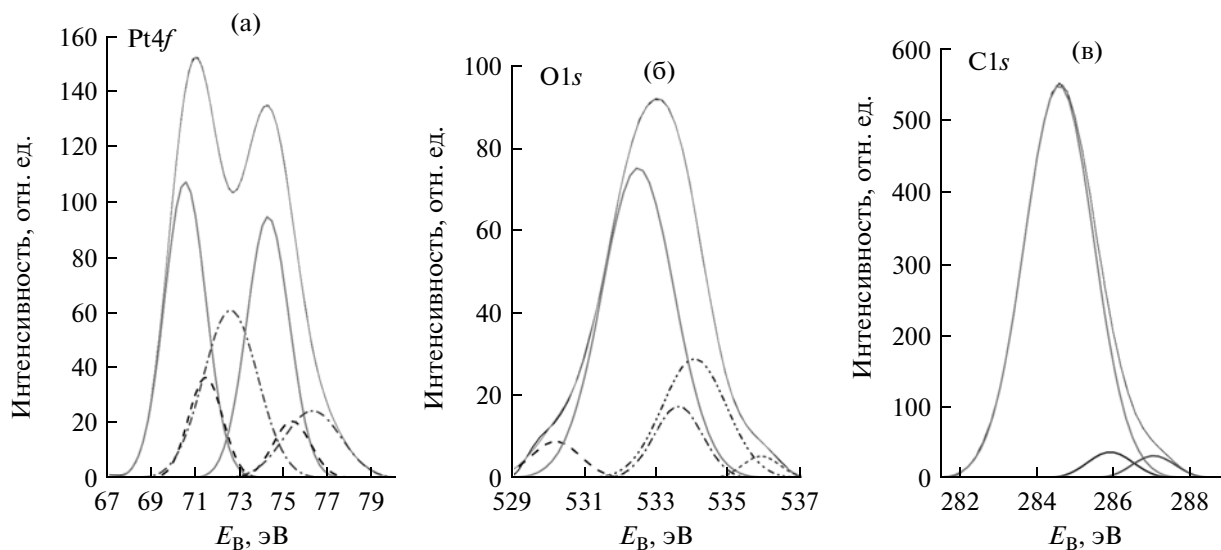 (а)
Pt4f
160
140
120
100
80
60
40
20
0
67 69 71 73 75 77 79
Интенсивность, отн. ед.
E_B, эВ
(б)
O1s
100
80
60
40
20
0
529 531 533 535 537
Интенсивность, отн. ед.
E_B, эВ
(в)
C1s
600
500
400
350
300
200
100
50
0
282 284 286 288
Интенсивность, отн. ед.
E_B, эВ